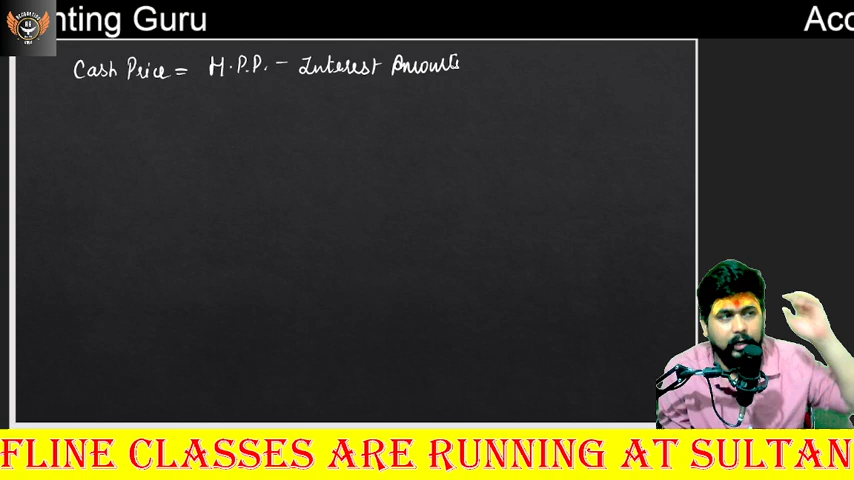 nting Guru
Acc
Cash Price = H.P.P. - Interest Amount
FLINE CLASSES ARE RUNNING AT SULTAN